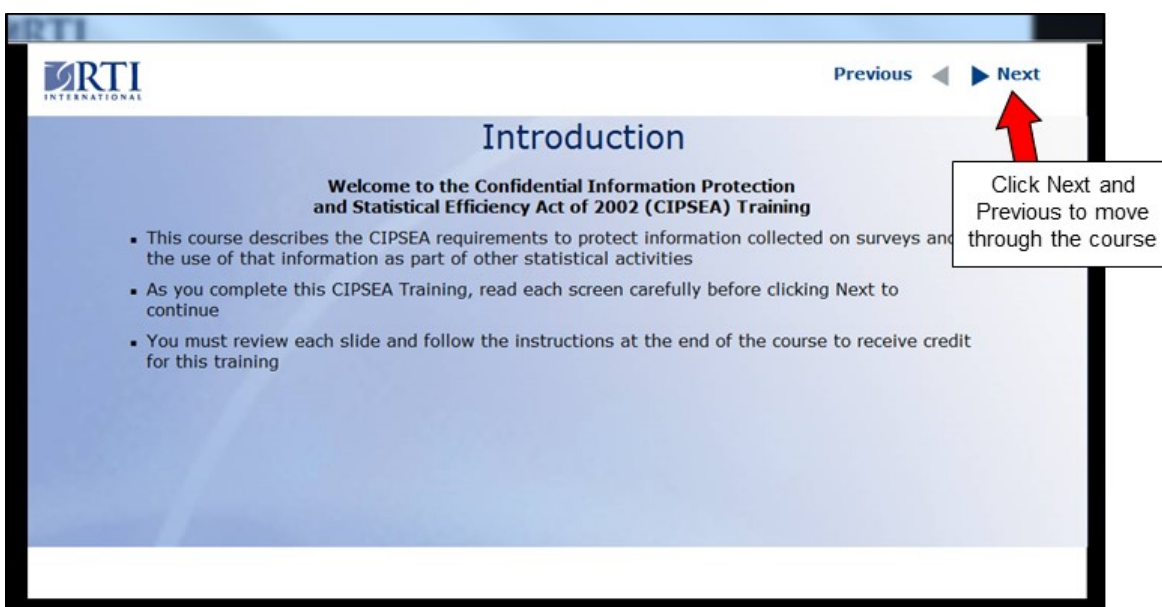 RTI
RTI
INTERNATIONAL
Previous Next
Introduction
Welcome to the Confidential Information Protection
and Statistical Efficiency Act of 2002 (CIPSEA) Training
▪ This course describes the CIPSEA requirements to protect information collected on surveys and
the use of that information as part of other statistical activities
▪ As you complete this CIPSEA Training, read each screen carefully before clicking Next to
continue
▪ You must review each slide and follow the instructions at the end of the course to receive credit
for this training
Click Next and
Previous to move
through the course